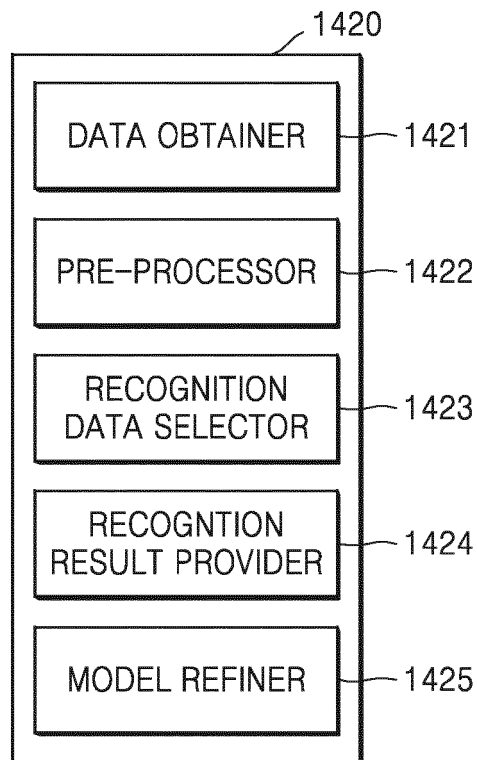 1420
DATA OBTAINER
1421
PRE-PROCESSOR
1422
RECOGNITION
DATA SELECTOR
1423
RECOGNTION
RESULT PROVIDER
1424
MODEL REFINER
1425